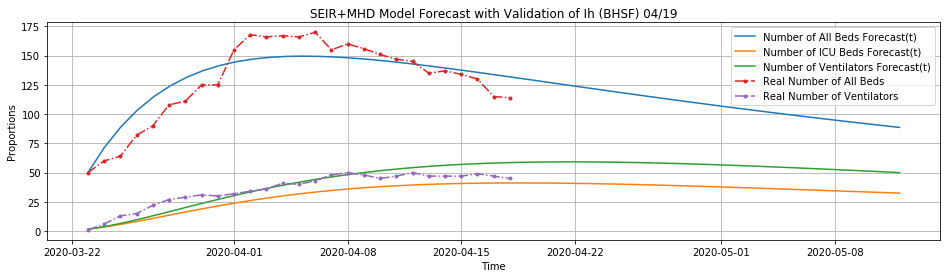 SEIR+MHD Model Forecast with Validation of Ih (BHSF) 04/19
175
150
125
100
75
50
25
0
Proportions
Number of All Beds Forecast(t)
Number of ICU Beds Forecast(t)
Number of Ventilators Forecast(t)
Real Number of All Beds
Real Number of Ventilators
2020-03-22
2020-04-01
2020-04-08
2020-04-15
2020-04-22
2020-05-01
2020-05-08
Time